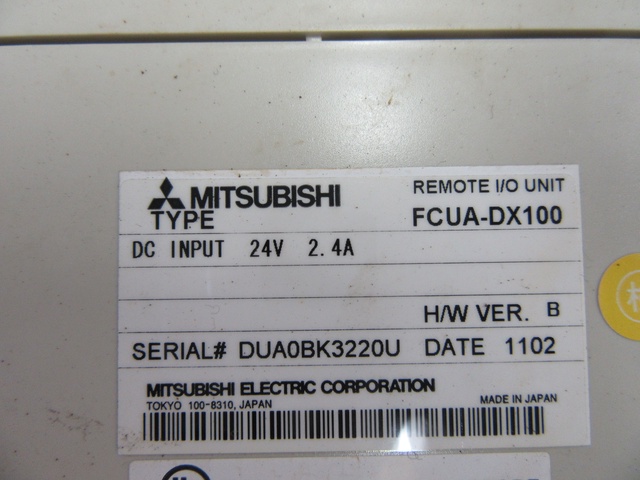 MITSUBISHI
REMOTE I/O UNIT
TYPE
FCUA-DX100
DC INPUT 24V 2.4A
H/W VER. B
SERIAL# DUA0BK3220U DATE 1102
MITSUBISHI ELECTRIC CORPORATION
TOKYO 100-8310, JAPAN
MADE IN JAPAN